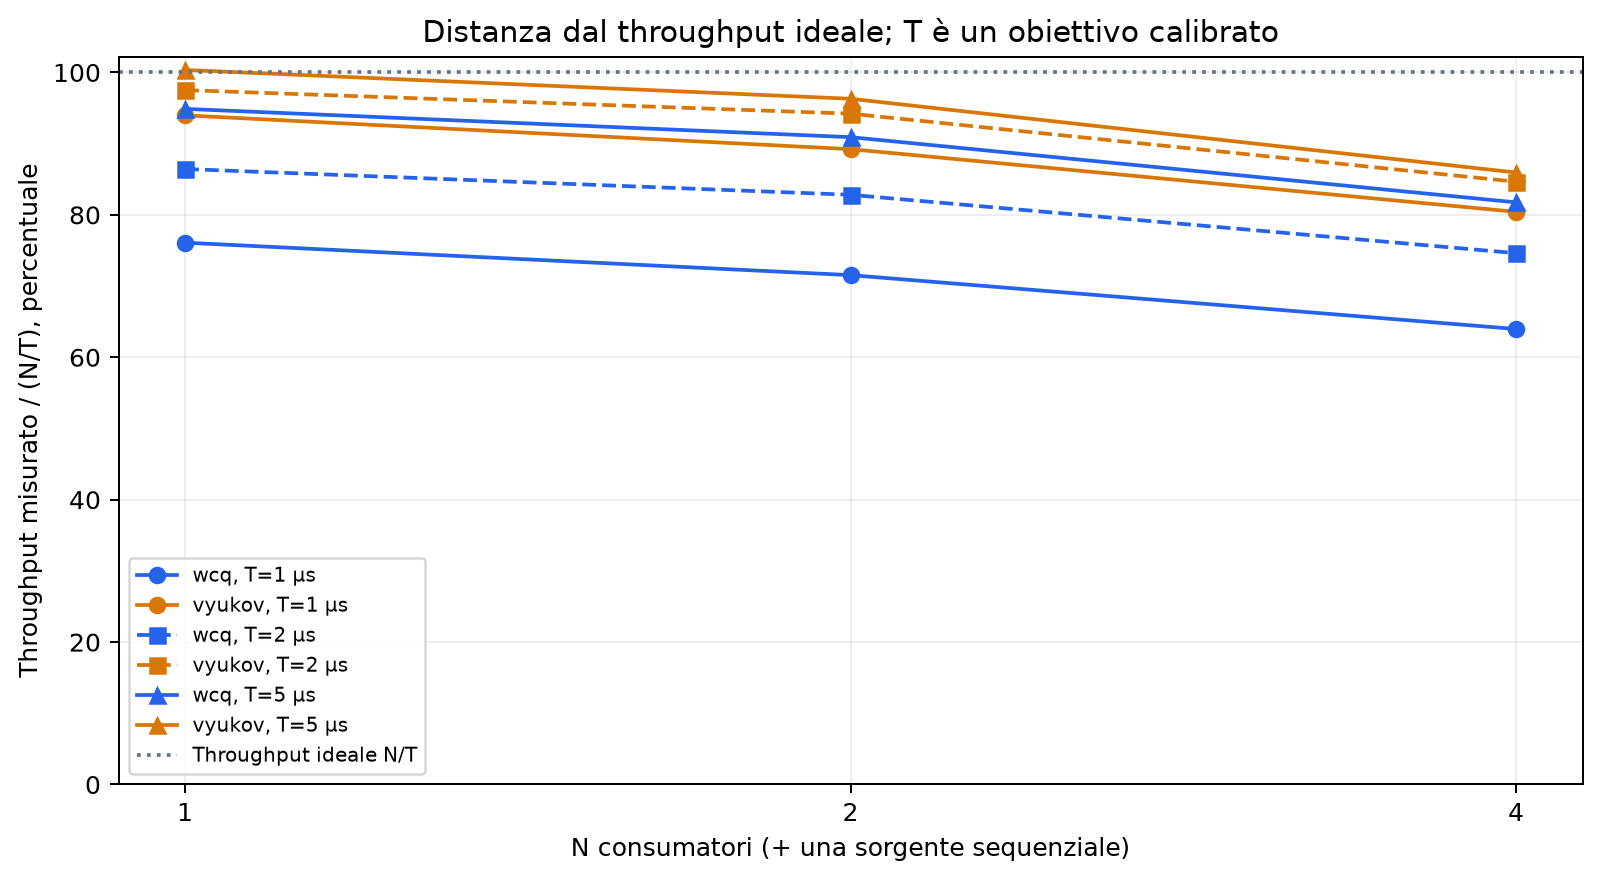 Distanza dal throughput ideale; T è un obiettivo calibrato
Throughput misurato / (N/T), percentuale
100
80
60
40
20
0
wcq, T=1 µs
vyukov, T=1 µs
wcq, T=2 µs
vyukov, T=2 µs
wcq, T=5 µs
vyukov, T=5 µs
Throughput ideale N/T
1
2
4
N consumatori (+ una sorgente sequenziale)